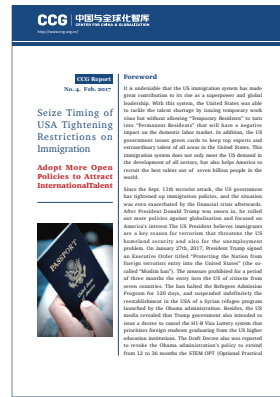 CCG 中国与全球化智库
CENTER FOR CHINA & GLOBALIZATION
http://www.ccg.org.cn/
CCG Report
No. 4. Feb. 2017
Seize Timing of
USA Tightening
Restrictions on
Immigration
Adopt More Open
Policies to Attract
InternationalTalent
PASSPORT
Foreword
It is undeniable that the US immigration system has made
great contribution to its rise as a superpower and global
leadership. With this system, the United States was able
to tackle the talent shortage by issuing temporary work
visas but without allowing "Temporary Residents" to turn
into "Permanent Residents" that will have a negative
impact on the domestic labor market. In addition, the US
government issues green cards to keep top experts and
extraordinary talent of all areas in the United States. This
immigration system does not only meet the US demand in
the development of all sectors, but also helps America to
recruit the best talent out of seven billion people in the
world.
Since the Sept. 11th terrorist attack, the US government
has tightened up immigration policies, and the situation
was even exacerbated by the financial crisis afterwards.
After President Donald Trump was sworn in, he rolled
out more policies against globalization and focused on
America's interest.The US President believes immigrants
are a key reason for terrorism that threatens the US
homeland security and also for the unemployment
problem. On January 27th, 2017, President Trump signed
an Executive Order titled "Protecting the Nation from
foreign terrorists entry into the United States" (the so-
called "Muslim ban"). The measure prohibited for a period
of three months the entry into the US of citizens from
seven countries. The ban halted the Refugees Admission
Program for 120 days, and suspended indefinitely the
reestablishment in the USA of a Syrian refugee program
launched by the Obama administration. Besides, the US
media revealed that Trump government also intended to
issue a decree to cancel the H1-B Visa Lottery system that
prioritizes foreign students graduating from the US higher
education institutions. The Draft Decree also was reported
to revoke the Obama administration's policy to extend
from 12 to 36 months the STEM OPT (Optional Practical